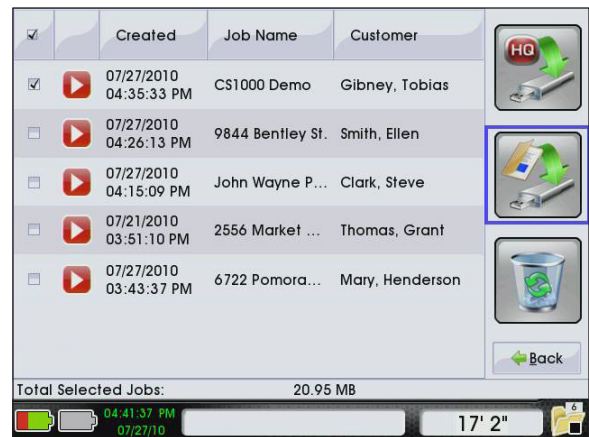 Created Job Name Customer
HQ
07/27/2010
04:35:33 PM
CS1000 Demo Gibney, Tobias
07/27/2010
04:26:13 PM
9844 Bentley St. Smith, Ellen
07/27/2010
04:15:09 PM
John Wayne P... Clark, Steve
07/21/2010
03:51:10 PM
2556 Market ... Thomas, Grant
07/27/2010
03:43:37 PM
6722 Pomora... Mary, Henderson
Back
Total Selected Jobs: 20.95 MB
04:41:37 PM
07/27/10
17' 2"
6